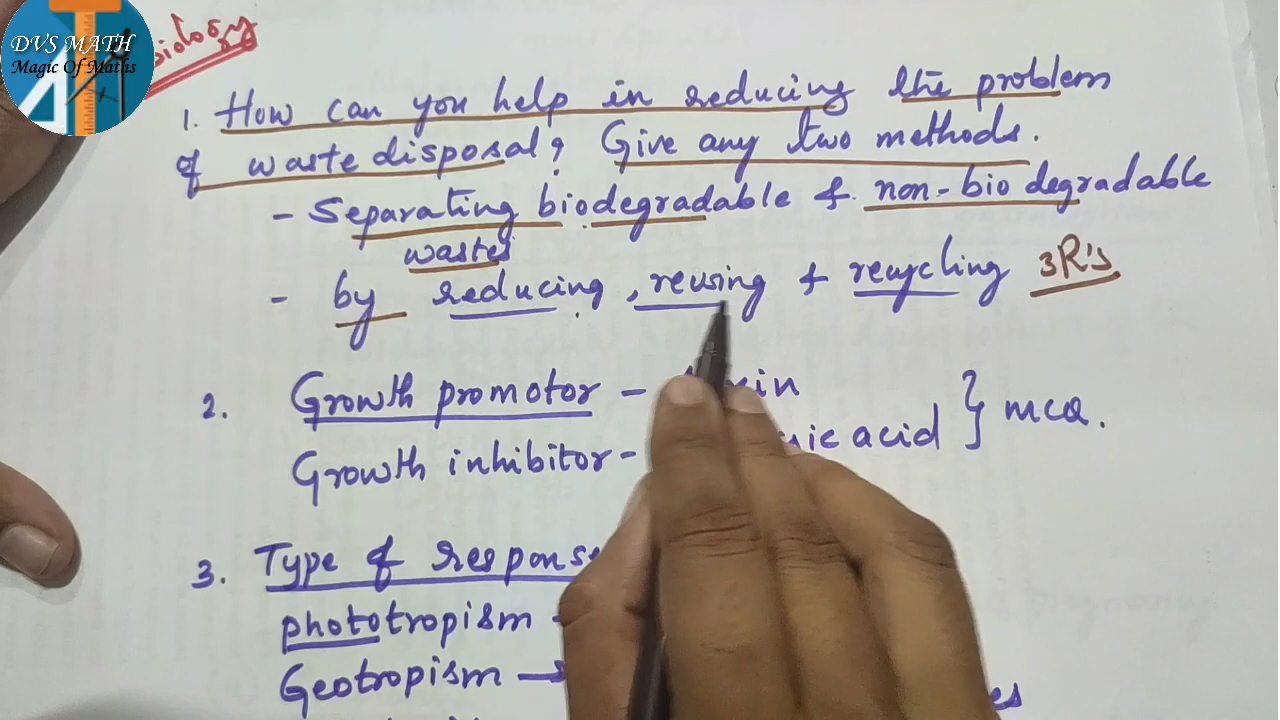 DVS MATH
Magic Of Maths
Biology
1. How can you help in reducing the problem
of waste disposal? Give any two methods.
- Separating biodegradable & non-biodegradable
wastes
- by reducing, reusing & recycling 3R's
2. Growth promotor -
Growth inhibitor - acid } mcq.
3. Type of response
phototropism -
Geotropism →